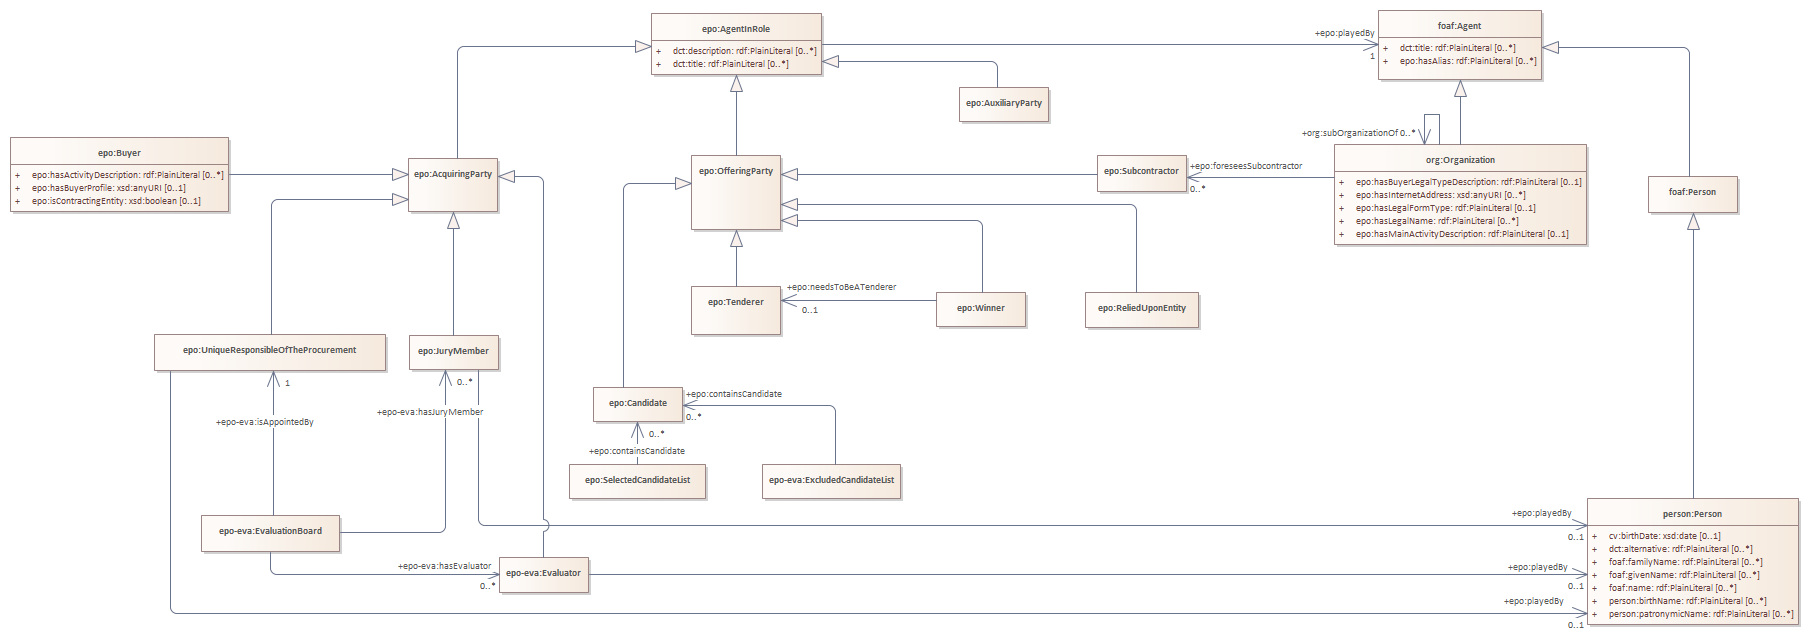 epo:AgentInRole
+ dct:description: rdf:PlainLiteral [0..*]
+ dct:title: rdf:PlainLiteral [0..*]
+epo:playedBy
1
foaf:Agent
+ dct:title: rdf:PlainLiteral [0..*]
+ epo:hasAlias: rdf:PlainLiteral [0..*]
epo:AuxiliaryParty
+org:subOrganizationOf 0..*
epo:Buyer
+ epo:hasActivityDescription: rdf:PlainLiteral [0..*]
+ epo:hasBuyerProfile: xsd:anyURI [0..1]
+ epo:isContractingEntity: xsd:boolean [0..1]
epo:AcquiringParty
epo:OfferingParty
epo:Subcontractor
+epo:foreseesSubcontractor
0..*
org:Organization
+ epo:hasBuyerLegalTypeDescription: rdf:PlainLiteral [0..1]
+ epo:hasInternetAddress: xsd:anyURI [0..*]
+ epo:hasLegalFormType: rdf:PlainLiteral [0..1]
+ epo:hasLegalName: rdf:PlainLiteral [0..*]
+ epo:hasMainActivityDescription: rdf:PlainLiteral [0..1]
foaf:Person
epo:Tenderer
+epo:needsToBeATenderer
0..1
epo:Winner
epo:ReliedUponEntity
epo:UniqueResponsibleOfTheProcurement
epo:JuryMember
1
0..*
+epo-eva:hasJuryMember
+epo-eva:isAppointedBy
epo:Candidate
+epo:containsCandidate
0..*
0..*
+epo:containsCandidate
epo:SelectedCandidateList
epo-eva:ExcludedCandidateList
epo-eva:EvaluationBoard
+epo-eva:hasEvaluator
0..*
epo-eva:Evaluator
+epo:playedBy
0..1
+epo:playedBy
0..1
+epo:playedBy
0..1
person:Person
+ cv:birthDate: xsd:date [0..1]
+ dct:alternative: rdf:PlainLiteral [0..*]
+ foaf:familyName: rdf:PlainLiteral [0..*]
+ foaf:givenName: rdf:PlainLiteral [0..*]
+ foaf:name: rdf:PlainLiteral [0..*]
+ person:birthName: rdf:PlainLiteral [0..*]
+ person:patronymicName: rdf:PlainLiteral [0..*]